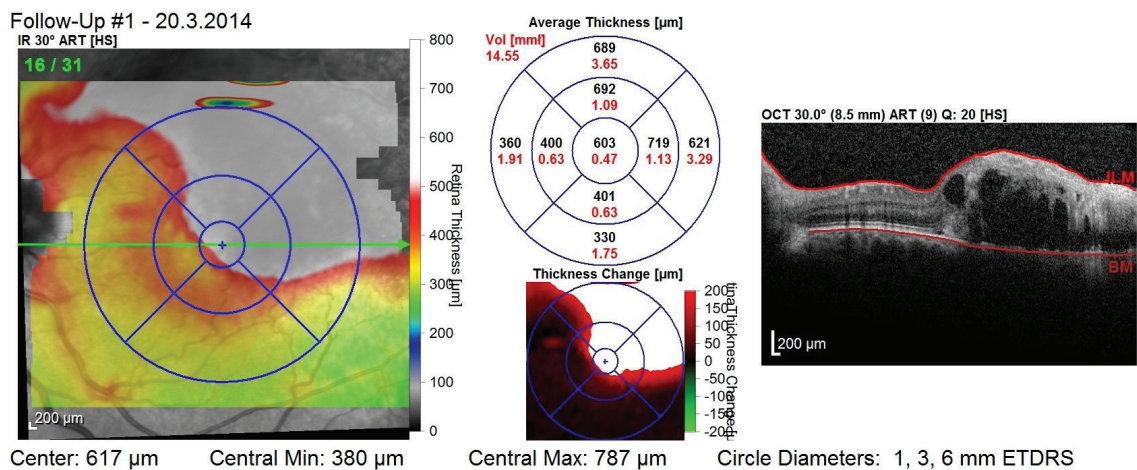 Follow-Up #1 - 20.3.2014
IR 30° ART [HS]
16 / 31
200 µm
800
700
600
500
400
300
200
100
0
Retina Thickness [µm]
Average Thickness [µm]
Vol [mm³]
14.55
689
3.65
692
1.09
360 400 603 719 621
1.91 0.63 0.47 1.13 3.29
401
0.63
330
1.75
Thickness Change [µm]
200
150
100
50
0
-50
-100
-150
-20
OCT 30.0° (8.5 mm) ART (9) Q: 20 [HS]
ILM
BM
200 µm
Center: 617 µm Central Min: 380 µm Central Max: 787 µm Circle Diameters: 1, 3, 6 mm ETDRS